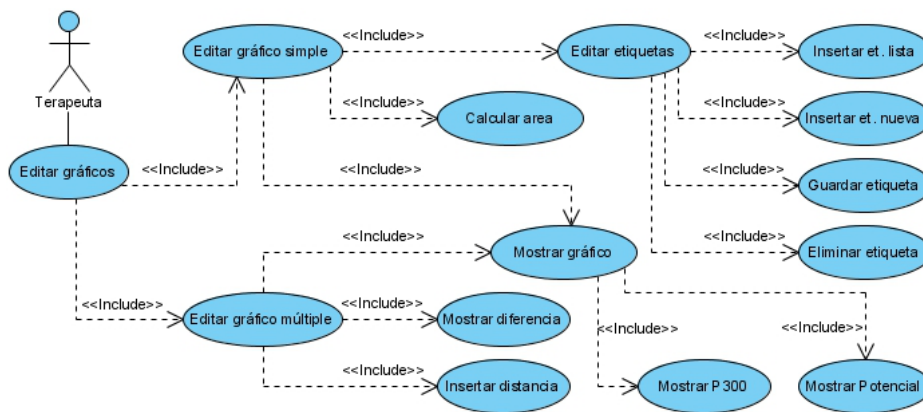 Editar gráfico simple
<<Include>>
Editar etiquetas
<<Include>>
Insertar et. lista
Terapeuta
<<Include>>
Calcular area
<<Include>>
Insertar et. nueva
Editar gráficos
<<Include>>
<<Include>>
<<Include>>
Guardar etiqueta
<<Include>>
Mostrar gráfico
<<Include>>
Eliminar etiqueta
<<Include>>
Editar gráfico múltiple
<<Include>>
Mostrar diferencia
<<Include>>
<<Include>>
<<Include>>
Insertar distancia
Mostrar P300
Mostrar Potencial